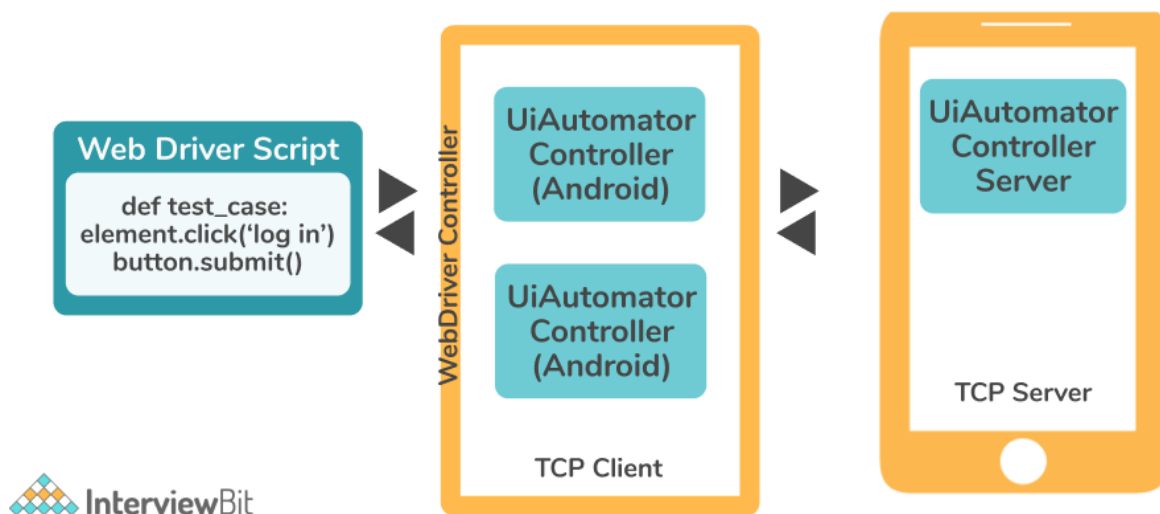 Web Driver Script
def test_case:
element.click(‘log in’)
button.submit()
WebDriver Controller
UiAutomator
Controller
(Android)
UiAutomator
Controller
(Android)
TCP Client
UiAutomator
Controller
Server
TCP Server
InterviewBit